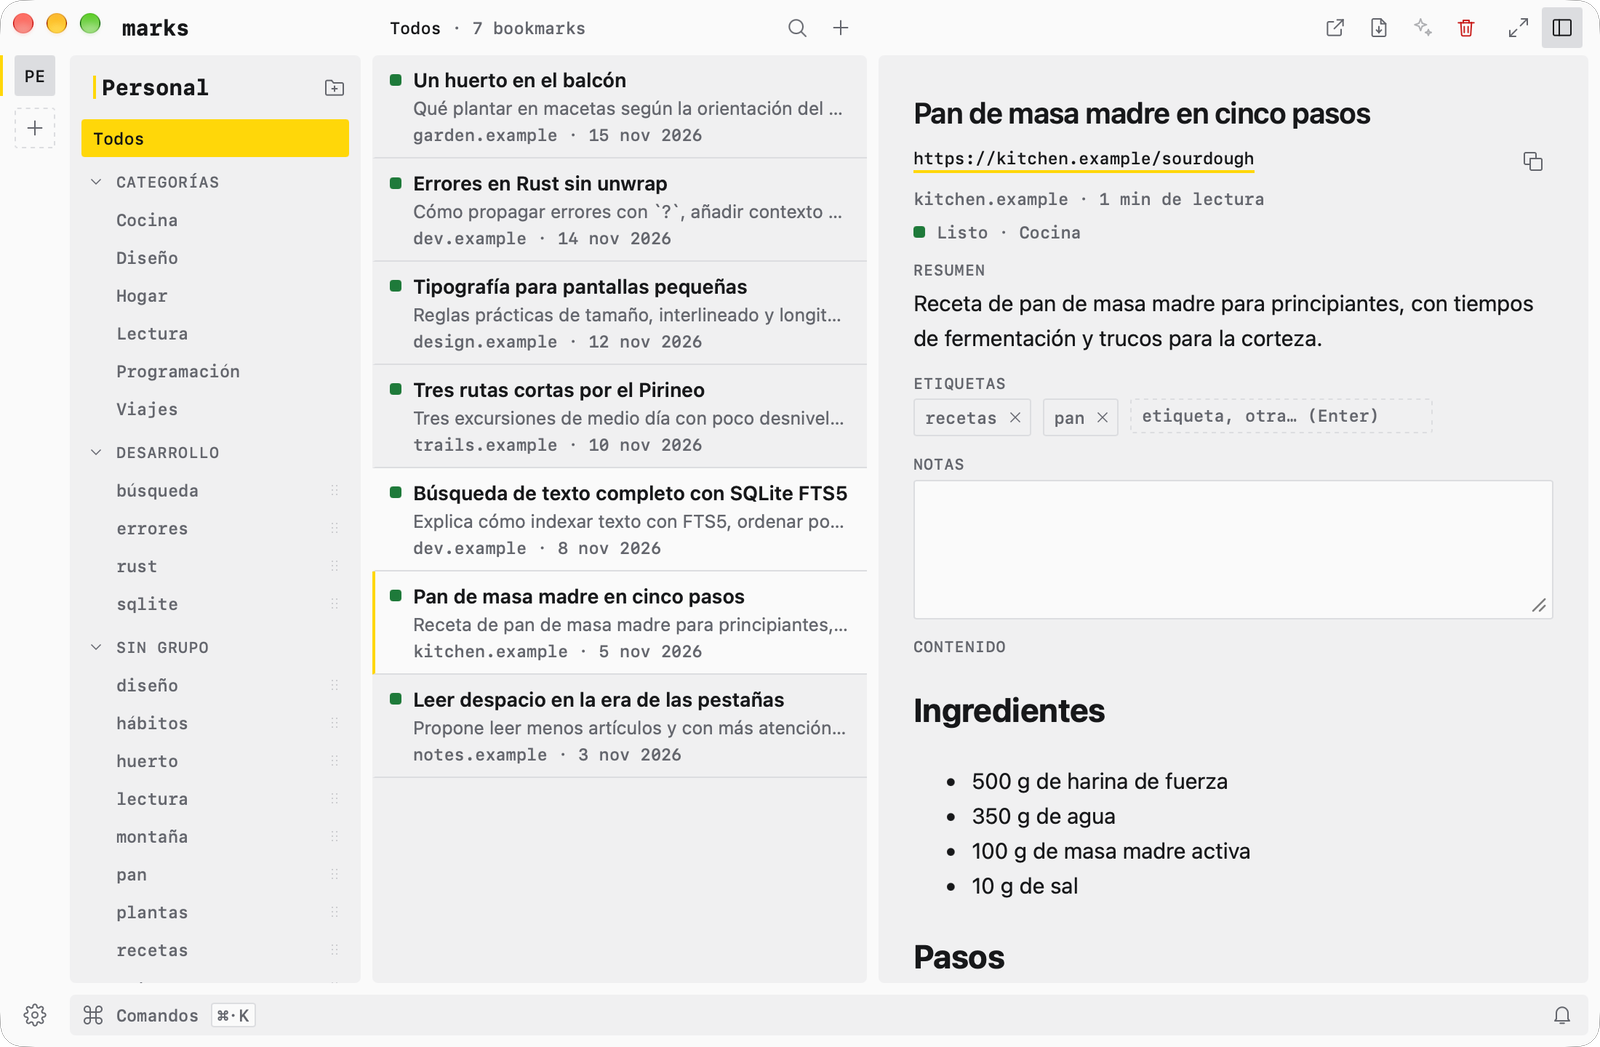 marks
Todos · 7 bookmarks
PE
Personal
Todos
CATEGORÍAS
Cocina
Diseño
Hogar
Lectura
Programación
Viajes
DESARROLLO
búsqueda
errores
rust
sqlite
SIN GRUPO
diseño
hábitos
huerto
lectura
montaña
pan
plantas
recetas
Un huerto en el balcón
Qué plantar en macetas según la orientación del ...
garden.example · 15 nov 2026
Errores en Rust sin unwrap
Cómo propagar errores con `?`, añadir contexto ...
dev.example · 14 nov 2026
Tipografía para pantallas pequeñas
Reglas prácticas de tamaño, interlineado y longit...
design.example · 12 nov 2026
Tres rutas cortas por el Pirineo
Tres excursiones de medio día con poco desnivel...
trails.example · 10 nov 2026
Búsqueda de texto completo con SQLite FTS5
Explica cómo indexar texto con FTS5, ordenar po...
dev.example · 8 nov 2026
Pan de masa madre en cinco pasos
Receta de pan de masa madre para principiantes,...
kitchen.example · 5 nov 2026
Leer despacio en la era de las pestañas
Propone leer menos artículos y con más atención...
notes.example · 3 nov 2026
Pan de masa madre en cinco pasos
https://kitchen.example/sourdough
kitchen.example · 1 min de lectura
Listo · Cocina
RESUMEN
Receta de pan de masa madre para principiantes, con tiempos
de fermentación y trucos para la corteza.
ETIQUETAS
recetas × pan × etiqueta, otra… (Enter)
NOTAS
CONTENIDO
Ingredientes
• 500 g de harina de fuerza
• 350 g de agua
• 100 g de masa madre activa
• 10 g de sal
Pasos
⌘ Comandos ⌘·K